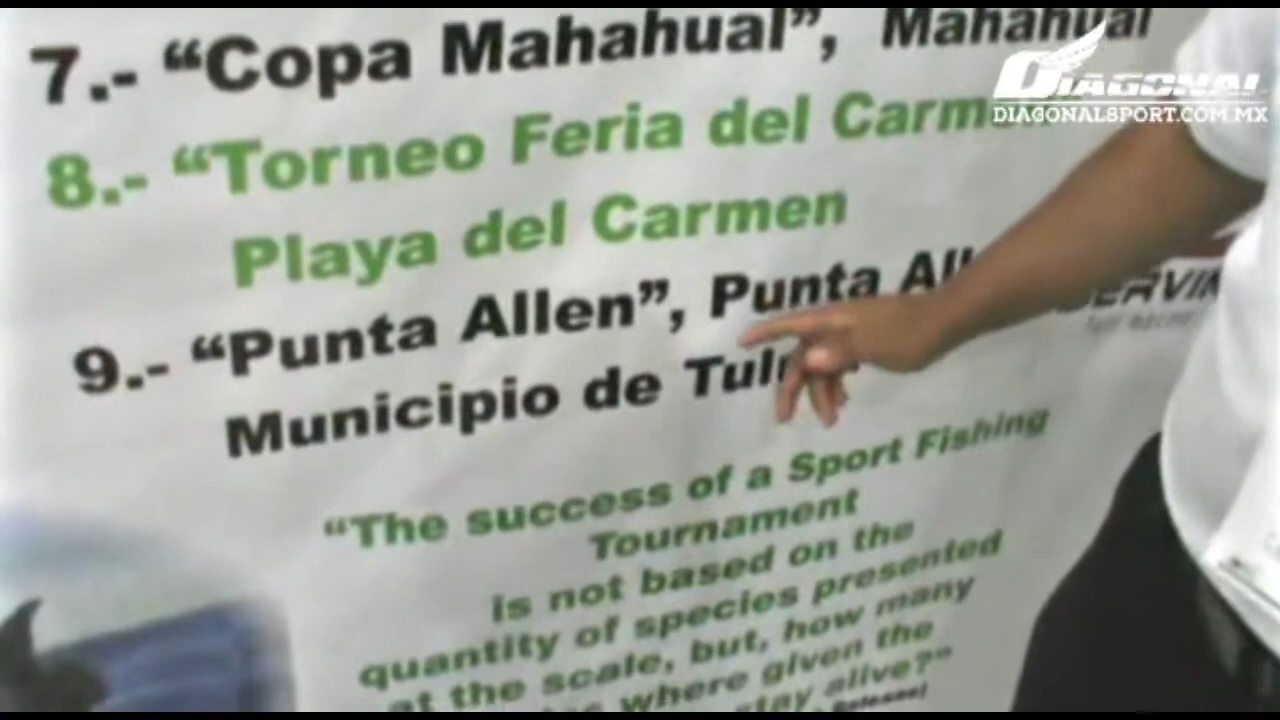 7.- “Copa Mahahual”, Mahahual
8.- “Torneo Feria del Carmen
Playa del Carmen
9.- “Punta Allen”, Punta All
Municipio de Tul
“The success of a Sport Fishing
Tournament
is not based on the
quantity of species presented
at the scale, but, how many
where given the
stay alive?”
DIAGONAL
DIAGONALSPORT.COM.MX